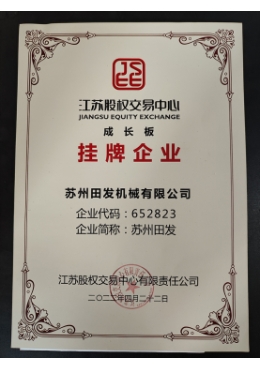 JS
EE
江苏股权交易中心
JIANGSU EQUITY EXCHANGE
成长板
挂牌企业
苏州田发机械有限公司
企业代码：652823
企业简称：苏州田发
江苏股权交易中心有限责任公司
二〇二三年四月二十二日